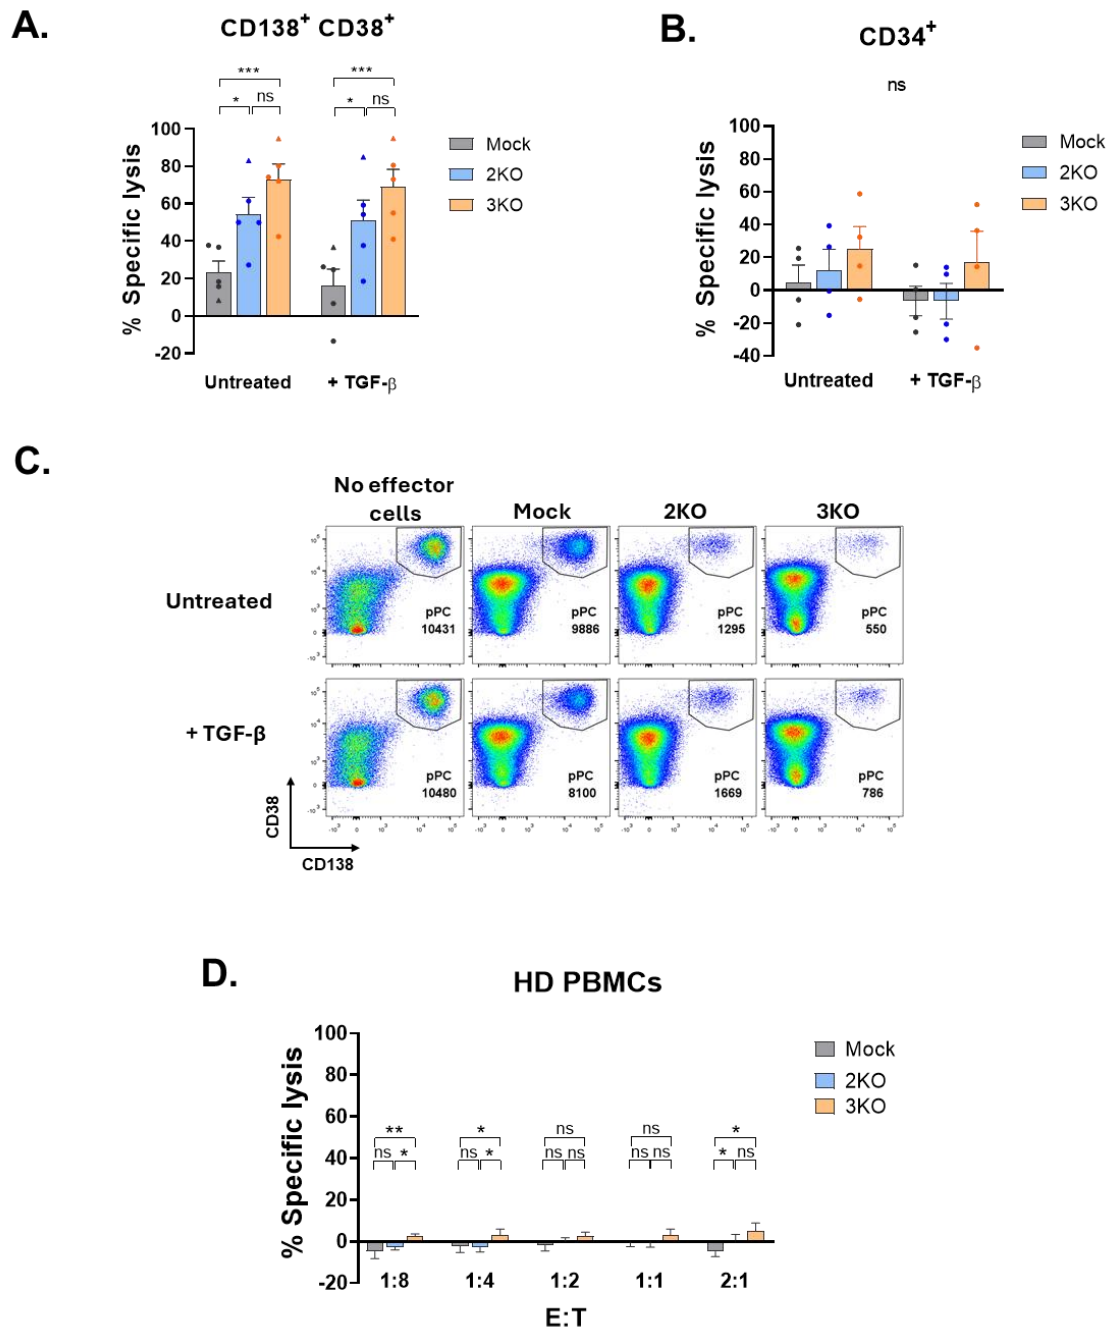 A.
CD138+ CD38+
***
***
*
ns
*
ns
100
80
60
40
20
0
-20
% Specific lysis
Untreated
+ TGF-β
Mock
2KO
3KO
B.
CD34+
ns
100
80
60
40
20
0
-20
-40
% Specific lysis
Untreated
+ TGF-β
Mock
2KO
3KO
C.
No effector
cells
Mock
2KO
3KO
Untreated
pPC
10431
pPC
9886
pPC
1295
pPC
550
+ TGF-β
pPC
10480
pPC
8100
pPC
1669
pPC
786
CD38
CD138
D.
HD PBMCs
100
80
60
40
20
0
-20
% Specific lysis
**
ns
*
*
ns
*
ns
ns
ns
ns
ns
ns
*
*
ns
1:8
1:4
1:2
1:1
2:1
E:T
Mock
2KO
3KO